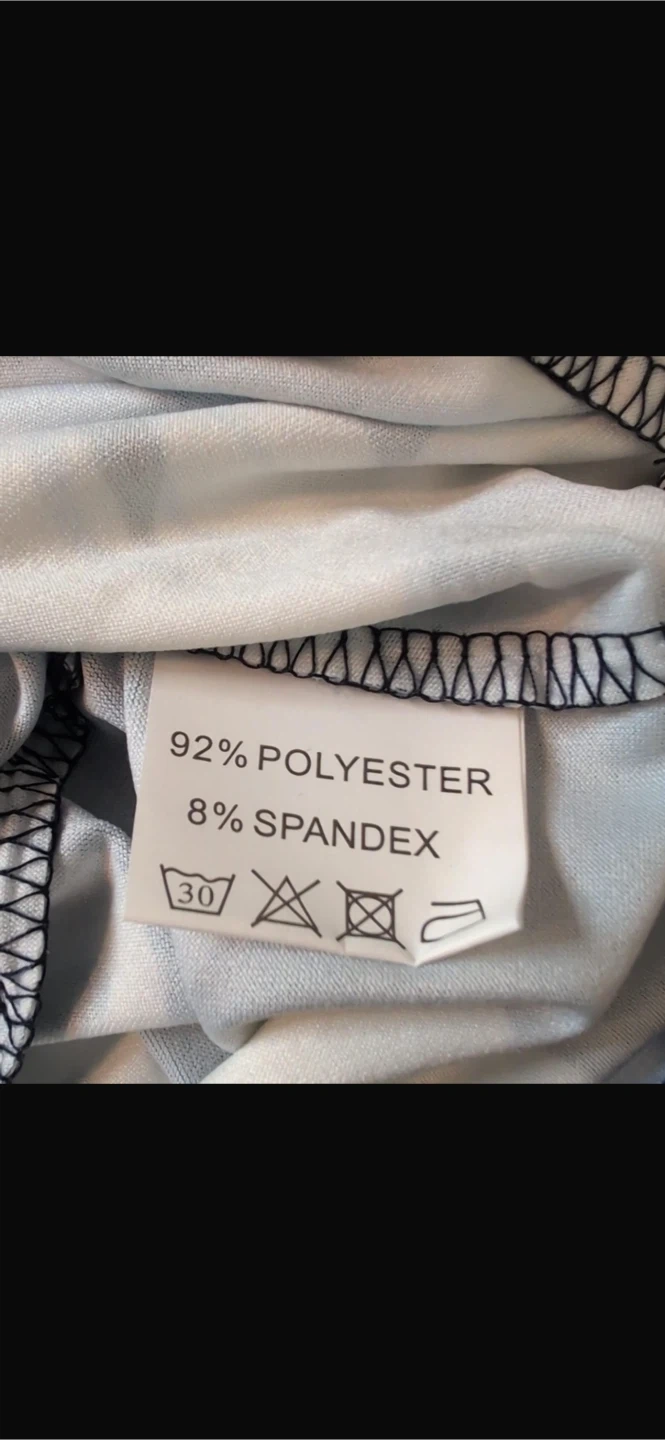 92% POLYESTER
8% SPANDEX
30